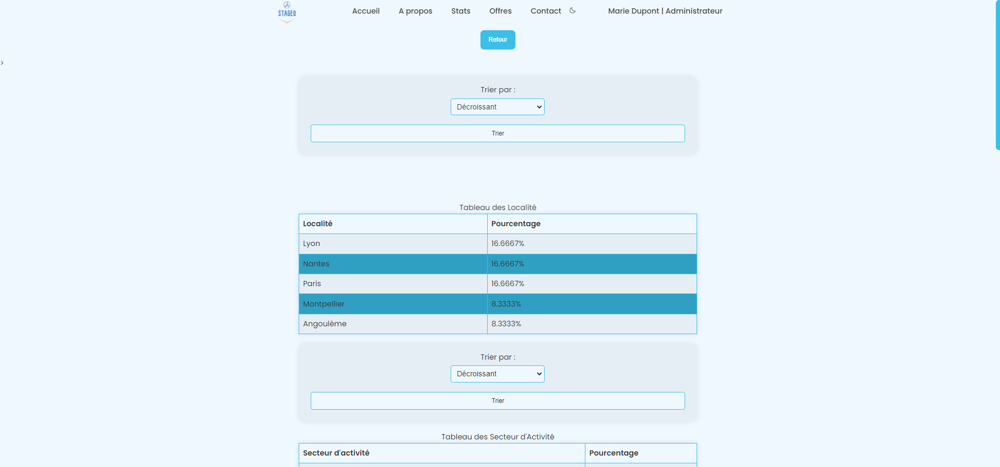 STAGEO
Accueil A propos Stats Offres Contact Marie Dupont | Administrateur
Retour
>
Trier par :
Décroissant
Trier
Tableau des Localité
Localité Pourcentage
Lyon 16.6667%
Nantes 16.6667%
Paris 16.6667%
Montpellier 8.3333%
Angoulème 8.3333%
Trier par :
Décroissant
Trier
Tableau des Secteur d'Activité
Secteur d'activité Pourcentage